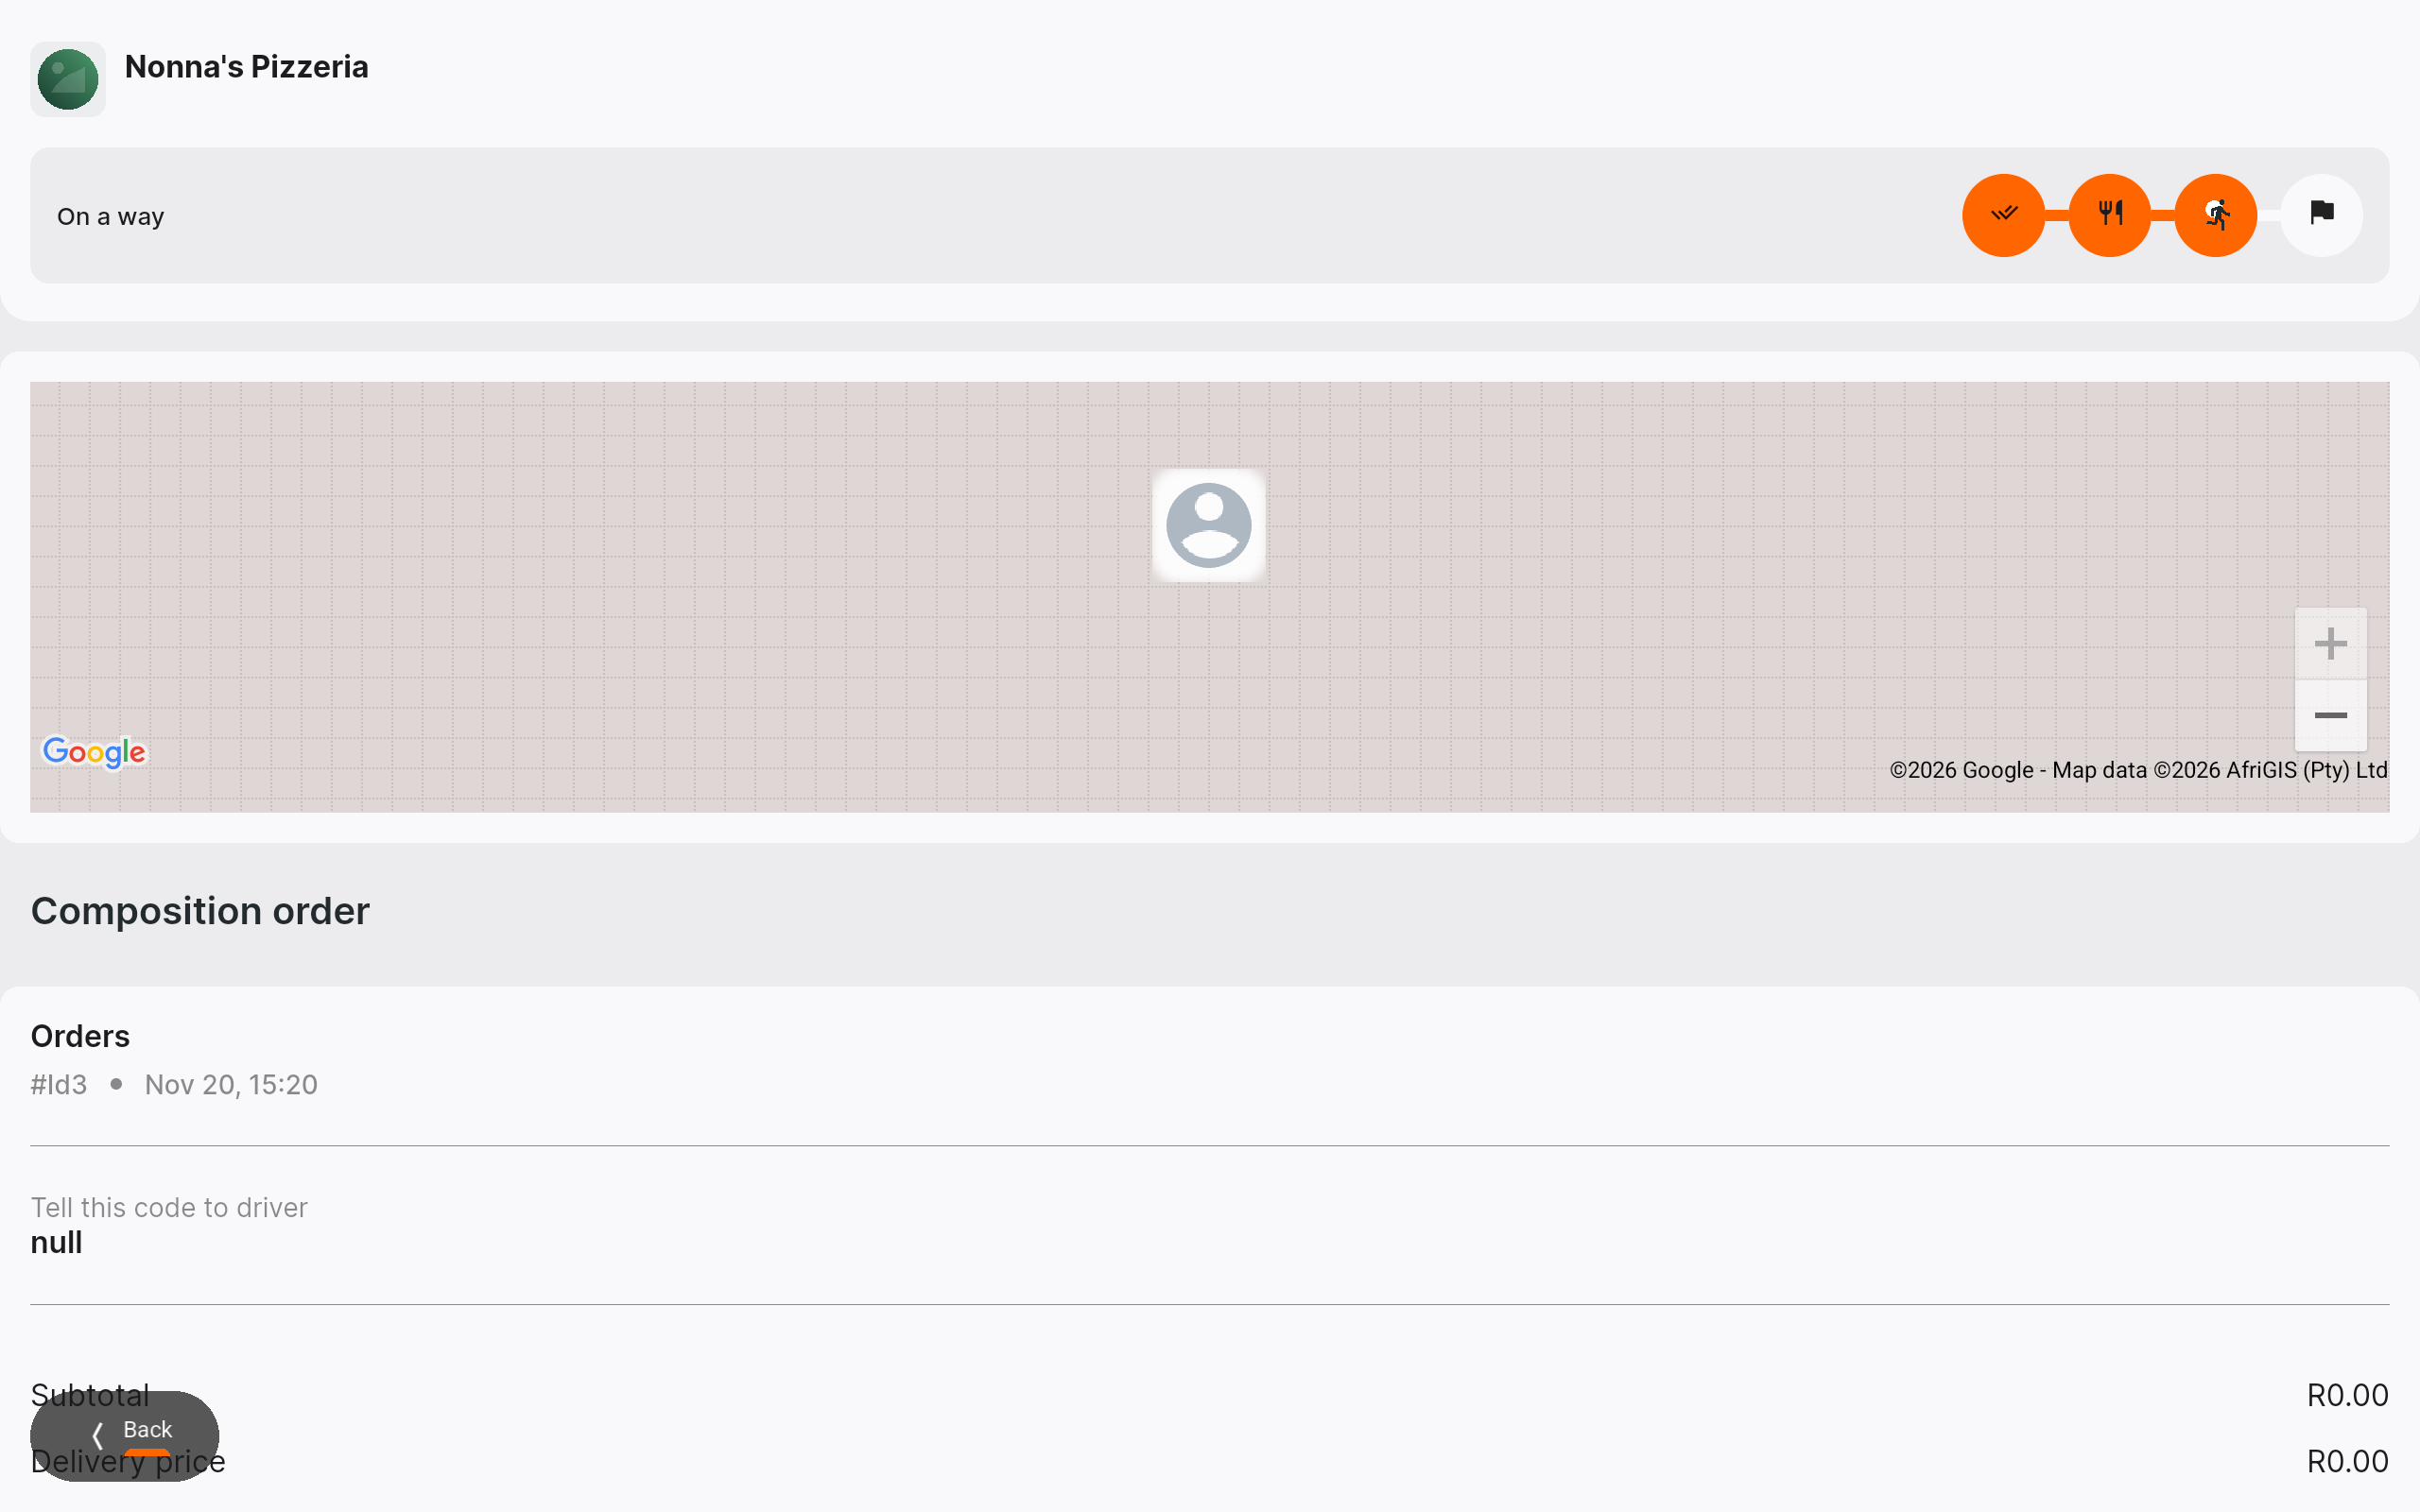 Nonna's Pizzeria
On a way
Google
©2026 Google - Map data ©2026 AfriGIS (Pty) Ltd
Composition order
Orders
#Id3 • Nov 20, 15:20
Tell this code to driver
null
Subtotal R0.00
Back
Delivery price R0.00